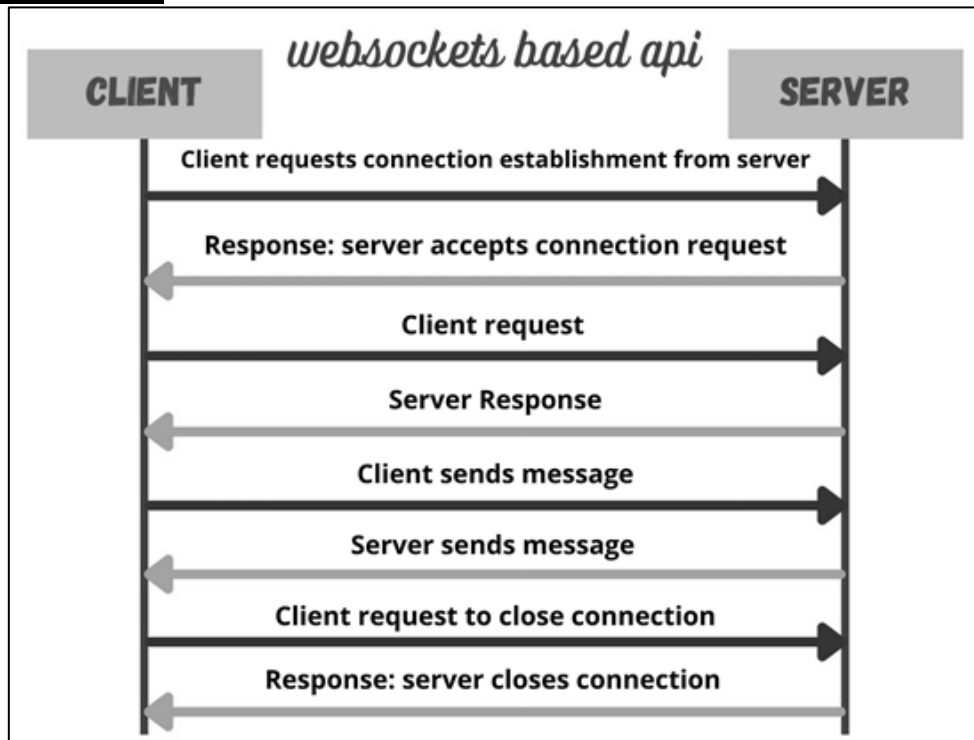 websockets based api
CLIENT
SERVER
Client requests connection establishment from server
Response: server accepts connection request
Client request
Server Response
Client sends message
Server sends message
Client request to close connection
Response: server closes connection